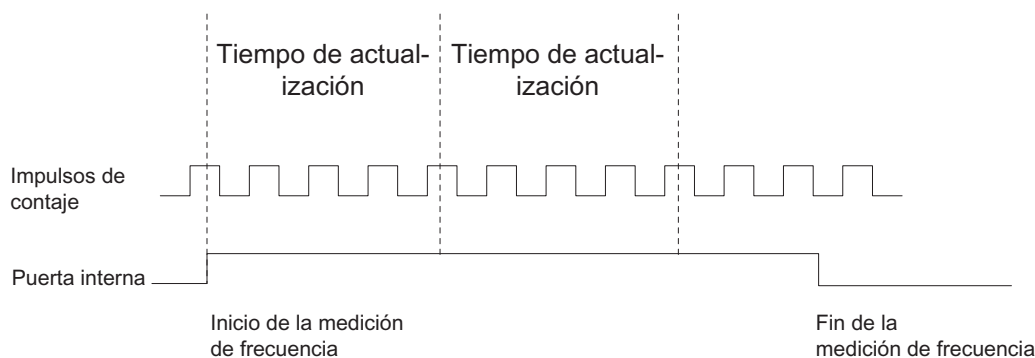 Tiempo de actual-
ización
Tiempo de actual-
ización
Impulsos de
contaje
Puerta interna
Inicio de la medición
de frecuencia
Fin de la
medición de frecuencia